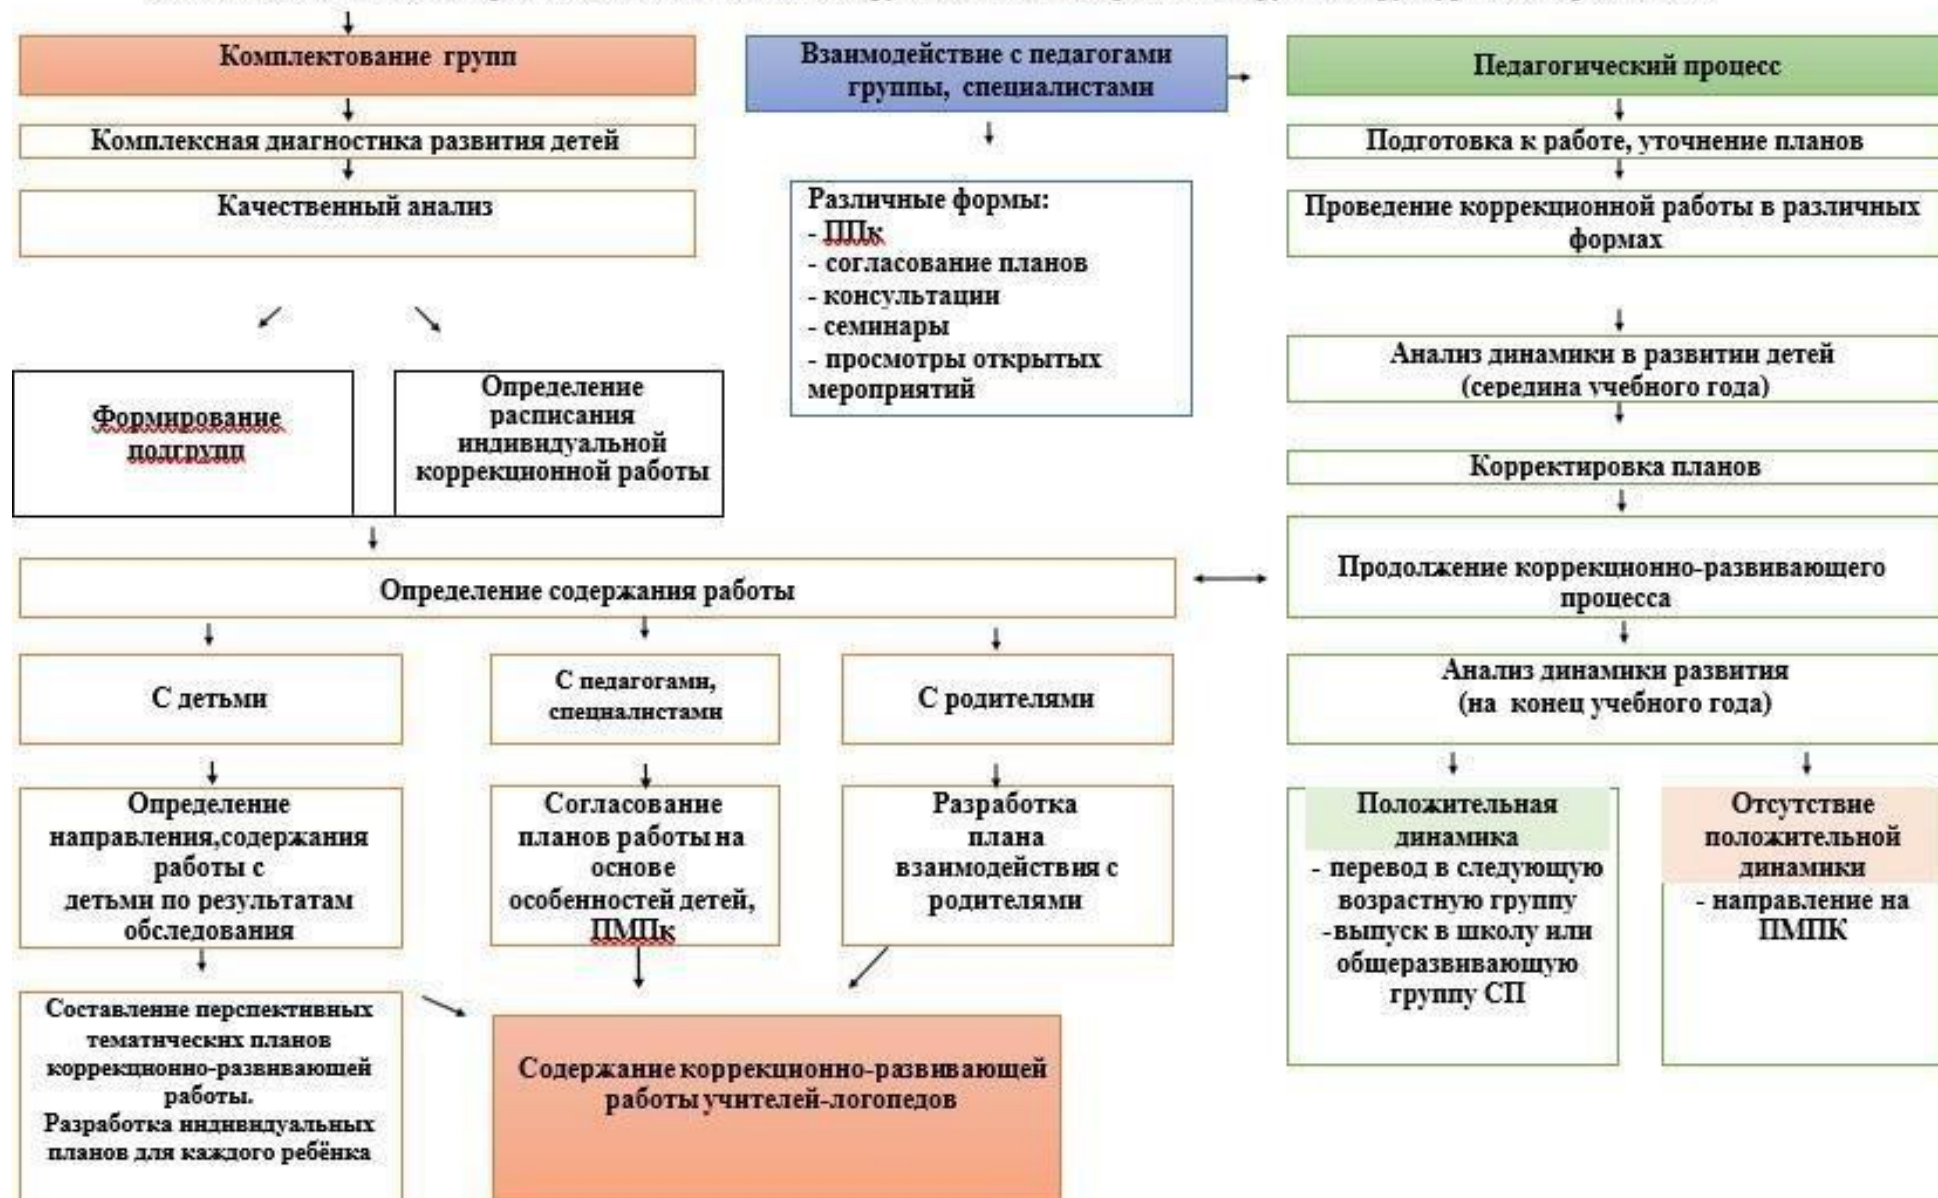 Комплектование групп
Комплексная диагностика развития детей
Качественный анализ
Формирование
подгрупп
Определение
расписания
индивидуальной
коррекционной работы
Взаимодействие с педагогами
группы, специалистами
Различные формы:
- ППк
- согласование планов
- консультации
- семинары
- просмотры открытых
мероприятий
Педагогический процесс
Подготовка к работе, уточнение планов
Проведение коррекционной работы в различных
формах
Анализ динамики в развитии детей
(середина учебного года)
Корректировка планов
Продолжение коррекционно-развивающего
процесса
Анализ динамики развития
(на конец учебного года)
Положительная
динамика
- перевод в следующую
возрастную группу
-выпуск в школу или
общеразвивающую
группу СП
Отсутствие
положительной
динамики
- направление на
ПМПК
Определение содержания работы
С детьми
С педагогами,
специалистами
С родителями
Определение
направления,содержания
работы с
детьми по результатам
обследования
Согласование
планов работы на
основе
особенностей детей,
ПМПк
Разработка
плана
взаимодействия с
родителями
Составление перспективных
тематических планов
коррекционно-развивающей
работы.
Разработка индивидуальных
планов для каждого ребёнка
Содержание коррекционно-развивающей
работы учителей-логопедов